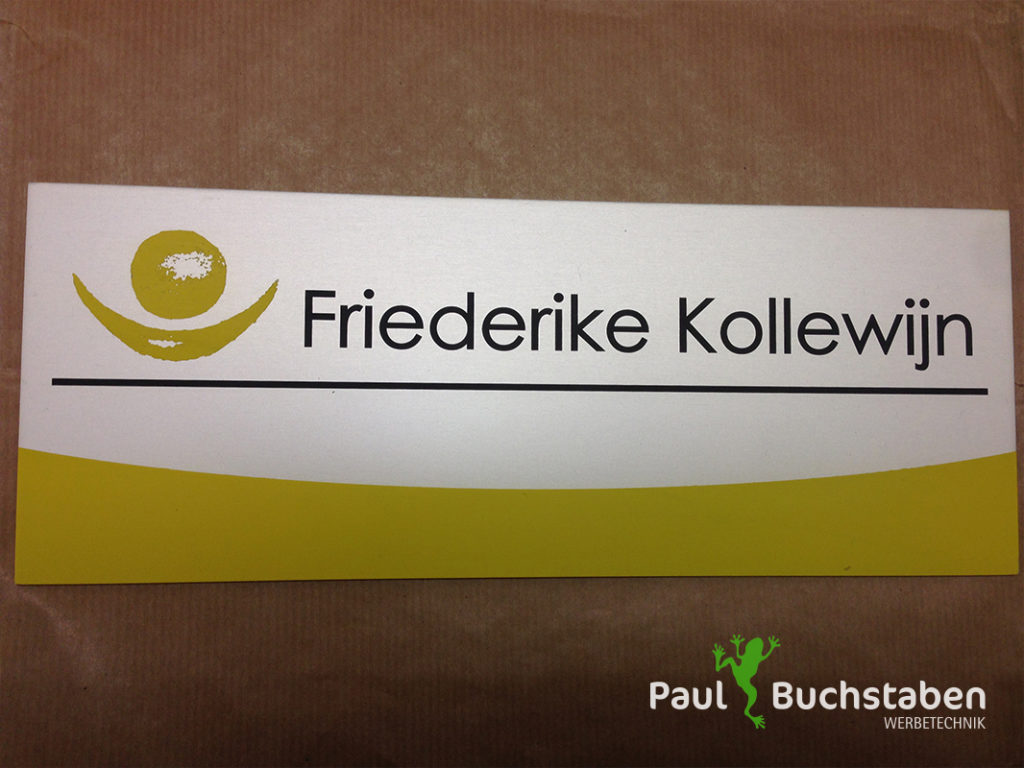 Friederike Kollewijn
Paul Buchstaben
WERBETECHNIK